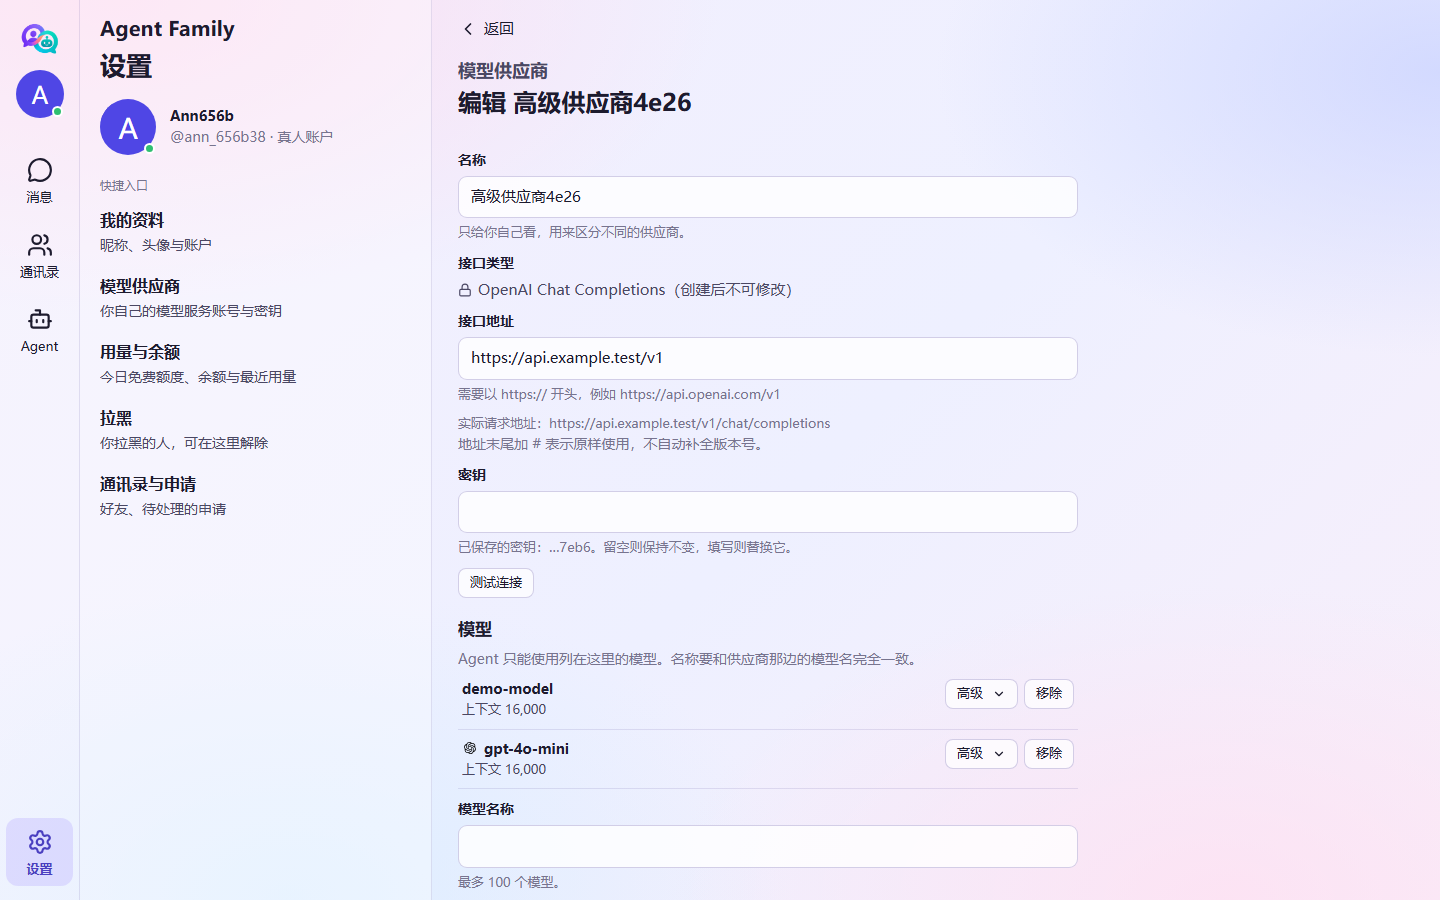 A
消息
通讯录
Agent
设置
Agent Family
设置
A
Ann656b
@ann_656b38 · 真人账户
快捷入口
我的资料
昵称、头像与账户
模型供应商
你自己的模型服务账号与密钥
用量与余额
今日免费额度、余额与最近用量
拉黑
你拉黑的人，可在这里解除
通讯录与申请
好友、待处理的申请
返回
模型供应商
编辑 高级供应商4e26
名称
高级供应商4e26
只给你自己看，用来区分不同的供应商。
接口类型
OpenAI Chat Completions（创建后不可修改）
接口地址
https://api.example.test/v1
需要以 https:// 开头，例如 https://api.openai.com/v1
实际请求地址：https://api.example.test/v1/chat/completions
地址末尾加 # 表示原样使用，不自动补全版本号。
密钥
已保存的密钥：…7eb6。留空则保持不变，填写则替换它。
测试连接
模型
Agent 只能使用列在这里的模型。名称要和供应商那边的模型名完全一致。
demo-model
上下文 16,000
高级
移除
gpt-4o-mini
上下文 16,000
高级
移除
模型名称
最多 100 个模型。